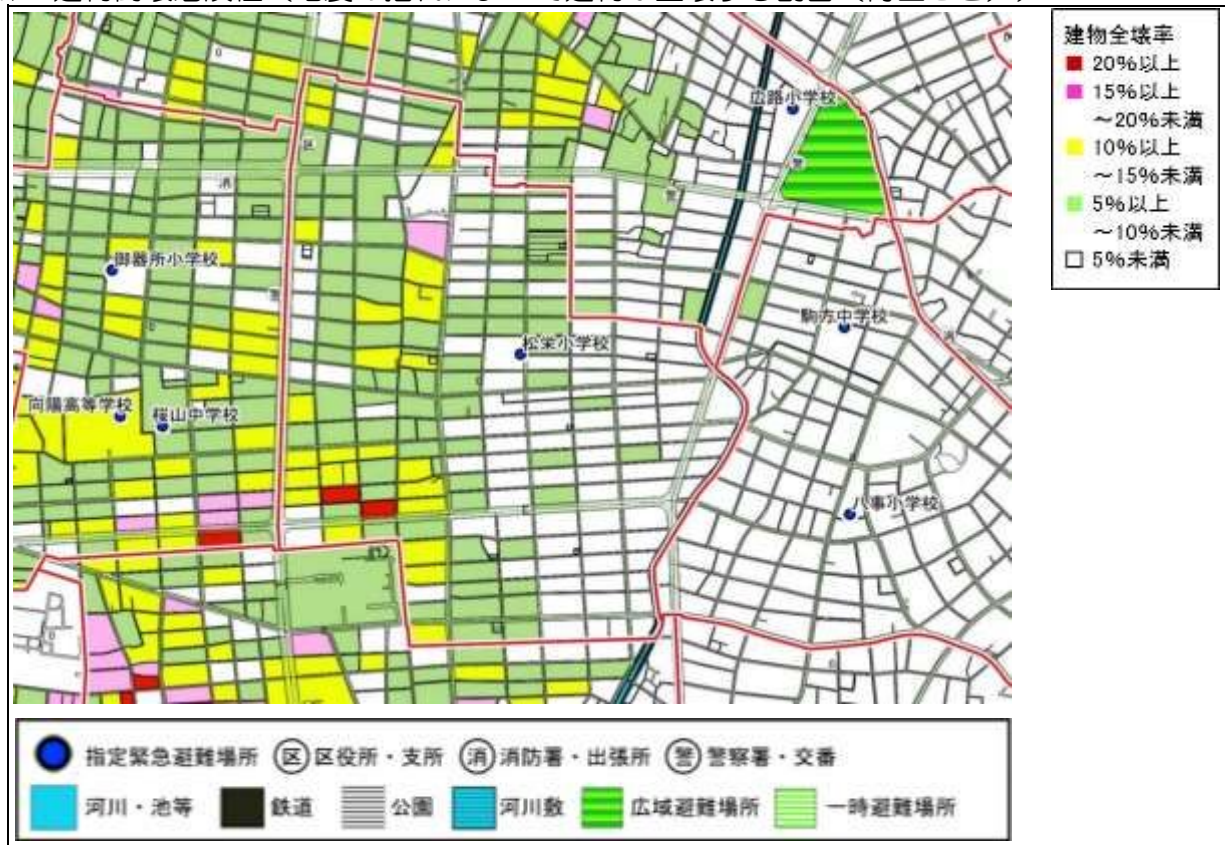 建物全壊率
20%以上
15%以上
～20%未満
10%以上
～15%未満
5%以上
～10%未満
5%未満
広路小学校
区
警
消
警
御器所小学校
警
駒方中学校
松栄小学校
消
向陽高等学校
桜山中学校
八事小学校
指定緊急避難場所 区 区役所・支所 消 消防署・出張所 警 警察署・交番
河川・池等 鉄道 公園 河川敷 広域避難場所 一時避難場所